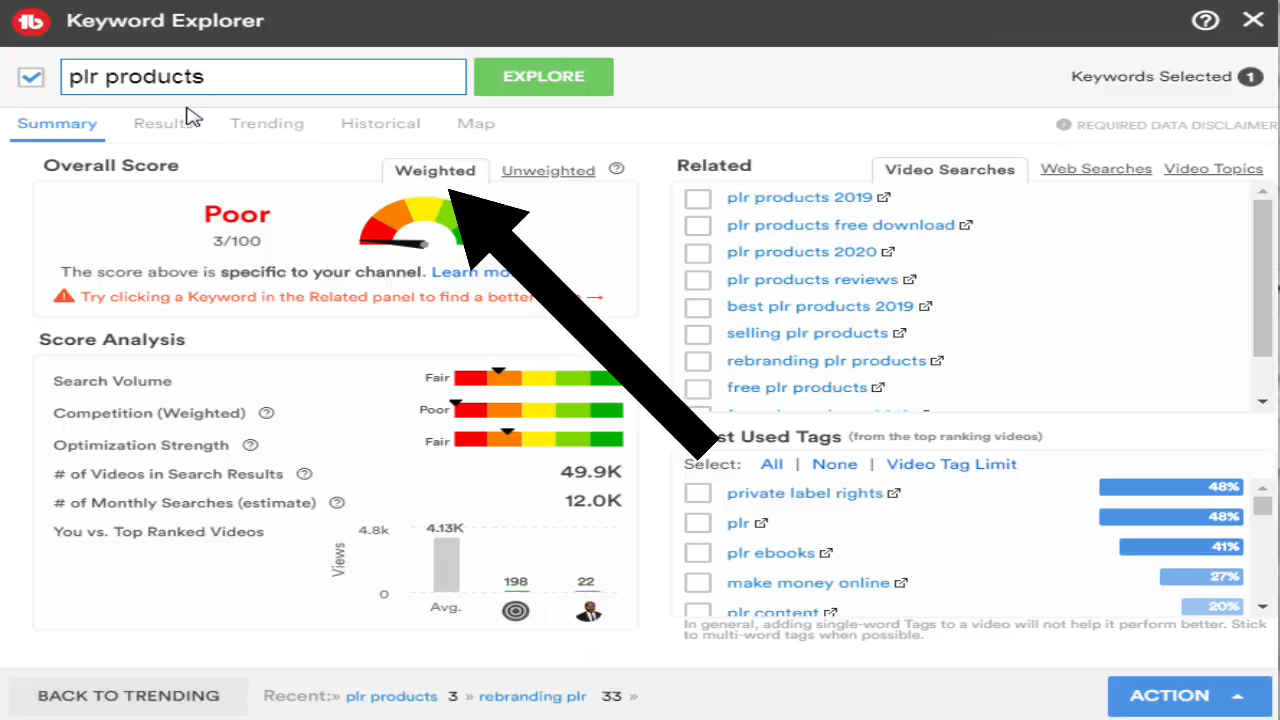 tb Keyword Explorer
plr products EXPLORE Keywords Selected 1
Summary Results Trending Historical Map REQUIRED DATA DISCLAIMER
Overall Score Weighted Unweighted
Poor
3/100
The score above is specific to your channel. Learn mo
Try clicking a Keyword in the Related panel to find a better
Score Analysis
Search Volume Fair
Competition (Weighted) Poor
Optimization Strength Fair
# of Videos in Search Results 49.9K
# of Monthly Searches (estimate) 12.0K
You vs. Top Ranked Videos
Views
4.8k 4.13K
198 22
0
Avg.
Related Video Searches Web Searches Video Topics
plr products 2019
plr products free download
plr products 2020
plr products reviews
best plr products 2019
selling plr products
rebranding plr products
free plr products
st Used Tags (from the top ranking videos)
Select: All | None | Video Tag Limit
private label rights 48%
plr 48%
plr ebooks 41%
make money online 27%
plr content 20%
In general, adding single-word Tags to a video will not help it perform better. Stick
to multi-word tags when possible.
BACK TO TRENDING Recent:» plr products 3 » rebranding plr 33 » ACTION